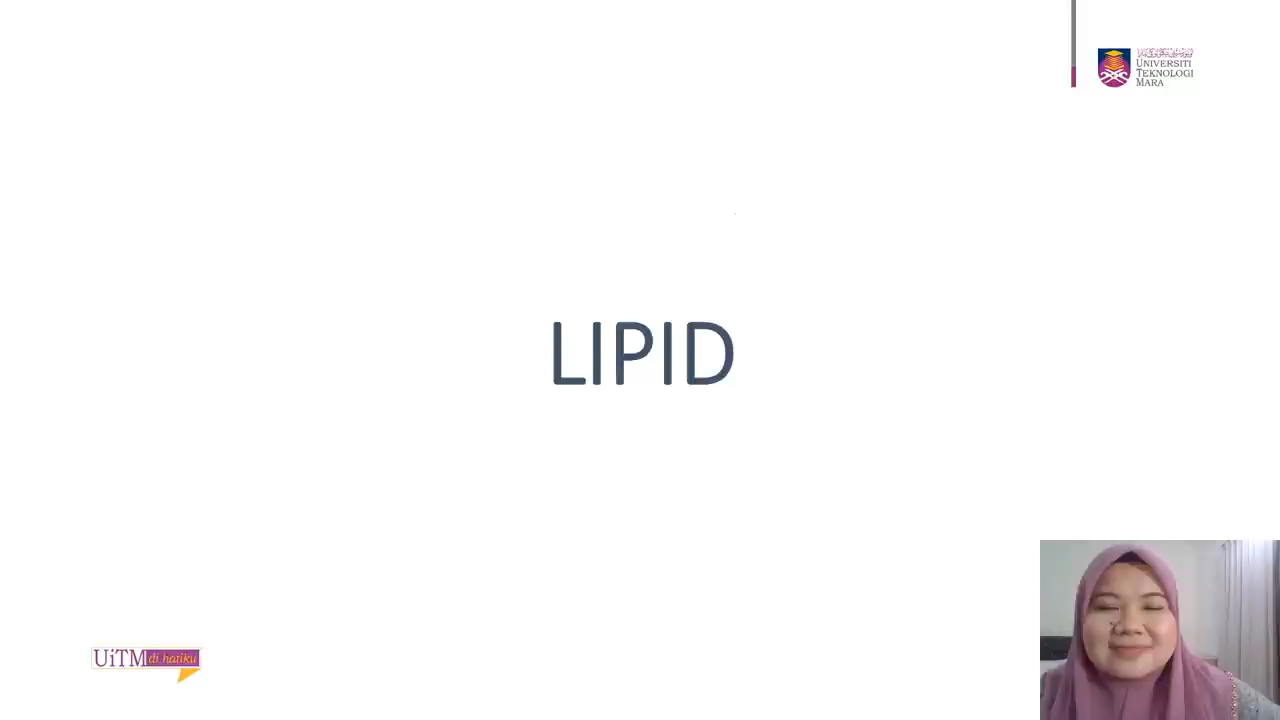 UNIVERSITI
TEKNOLOGI
MARA
LIPID
UiTM di hatiku